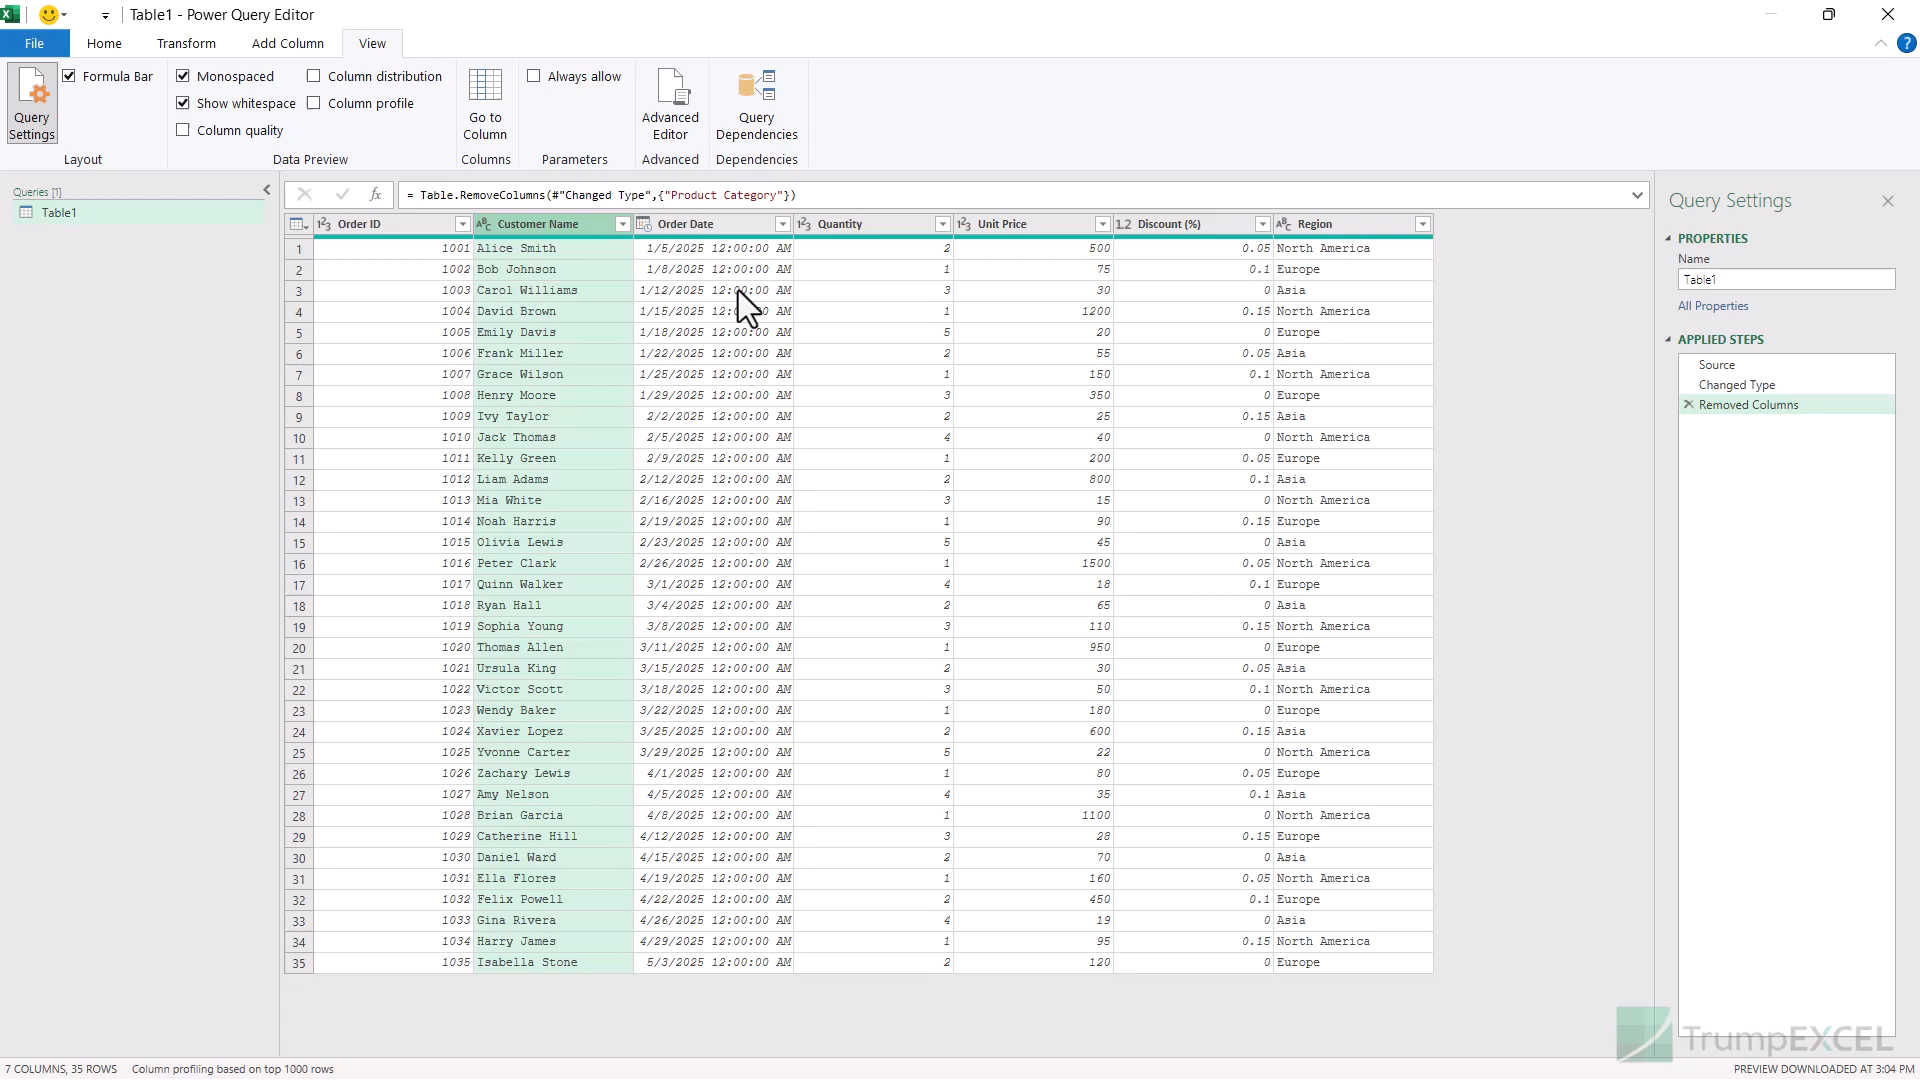 Table1 - Power Query Editor
File Home Transform Add Column View
Query Settings
Formula Bar
Layout
Monospaced
Show whitespace
Column quality
Column distribution
Column profile
Data Preview
Go to Column
Columns
Always allow
Parameters
Advanced Editor
Advanced
Query Dependencies
Dependencies
Queries [1]
Table1
= Table.RemoveColumns(#"Changed Type",{"Product Category"})
Order ID Customer Name Order Date Quantity Unit Price Discount (%) Region
1 1001 Alice Smith 1/5/2025 12:00:00 AM 2 500 0.05 North America
2 1002 Bob Johnson 1/8/2025 12:00:00 AM 1 75 0.1 Europe
3 1003 Carol Williams 1/12/2025 12:00:00 AM 3 30 0 Asia
4 1004 David Brown 1/15/2025 12:00:00 AM 1 1200 0.15 North America
5 1005 Emily Davis 1/18/2025 12:00:00 AM 5 20 0 Europe
6 1006 Frank Miller 1/22/2025 12:00:00 AM 2 55 0.05 Asia
7 1007 Grace Wilson 1/25/2025 12:00:00 AM 1 150 0.1 North America
8 1008 Henry Moore 1/29/2025 12:00:00 AM 3 350 0 Europe
9 1009 Ivy Taylor 2/2/2025 12:00:00 AM 2 25 0.15 Asia
10 1010 Jack Thomas 2/5/2025 12:00:00 AM 4 40 0 North America
11 1011 Kelly Green 2/9/2025 12:00:00 AM 1 200 0.05 Europe
12 1012 Liam Adams 2/12/2025 12:00:00 AM 2 800 0.1 Asia
13 1013 Mia White 2/16/2025 12:00:00 AM 3 15 0 North America
14 1014 Noah Harris 2/19/2025 12:00:00 AM 1 90 0.15 Europe
15 1015 Olivia Lewis 2/23/2025 12:00:00 AM 5 45 0 Asia
16 1016 Peter Clark 2/26/2025 12:00:00 AM 1 1500 0.05 North America
17 1017 Quinn Walker 3/1/2025 12:00:00 AM 4 18 0.1 Europe
18 1018 Ryan Hall 3/4/2025 12:00:00 AM 2 65 0 Asia
19 1019 Sophia Young 3/8/2025 12:00:00 AM 3 110 0.15 North America
20 1020 Thomas Allen 3/11/2025 12:00:00 AM 1 950 0 Europe
21 1021 Ursula King 3/15/2025 12:00:00 AM 2 30 0.05 Asia
22 1022 Victor Scott 3/18/2025 12:00:00 AM 3 50 0.1 North America
23 1023 Wendy Baker 3/22/2025 12:00:00 AM 1 180 0 Europe
24 1024 Xavier Lopez 3/25/2025 12:00:00 AM 2 600 0.15 Asia
25 1025 Yvonne Carter 3/29/2025 12:00:00 AM 5 22 0 North America
26 1026 Zachary Lewis 4/1/2025 12:00:00 AM 1 80 0.05 Europe
27 1027 Amy Nelson 4/5/2025 12:00:00 AM 4 35 0.1 Asia
28 1028 Brian Garcia 4/8/2025 12:00:00 AM 1 1100 0 North America
29 1029 Catherine Hill 4/12/2025 12:00:00 AM 3 28 0.15 Europe
30 1030 Daniel Ward 4/15/2025 12:00:00 AM 2 70 0 Asia
31 1031 Ella Flores 4/19/2025 12:00:00 AM 1 160 0.05 North America
32 1032 Felix Powell 4/22/2025 12:00:00 AM 2 450 0.1 Europe
33 1033 Gina Rivera 4/26/2025 12:00:00 AM 4 19 0 Asia
34 1034 Harry James 4/29/2025 12:00:00 AM 1 95 0.15 North America
35 1035 Isabella Stone 5/3/2025 12:00:00 AM 2 120 0 Europe
Query Settings
PROPERTIES
Name
Table1
All Properties
APPLIED STEPS
Source
Changed Type
Removed Columns
TrumpEXCEL
7 COLUMNS, 35 ROWS Column profiling based on top 1000 rows
PREVIEW DOWNLOADED AT 3:04 PM